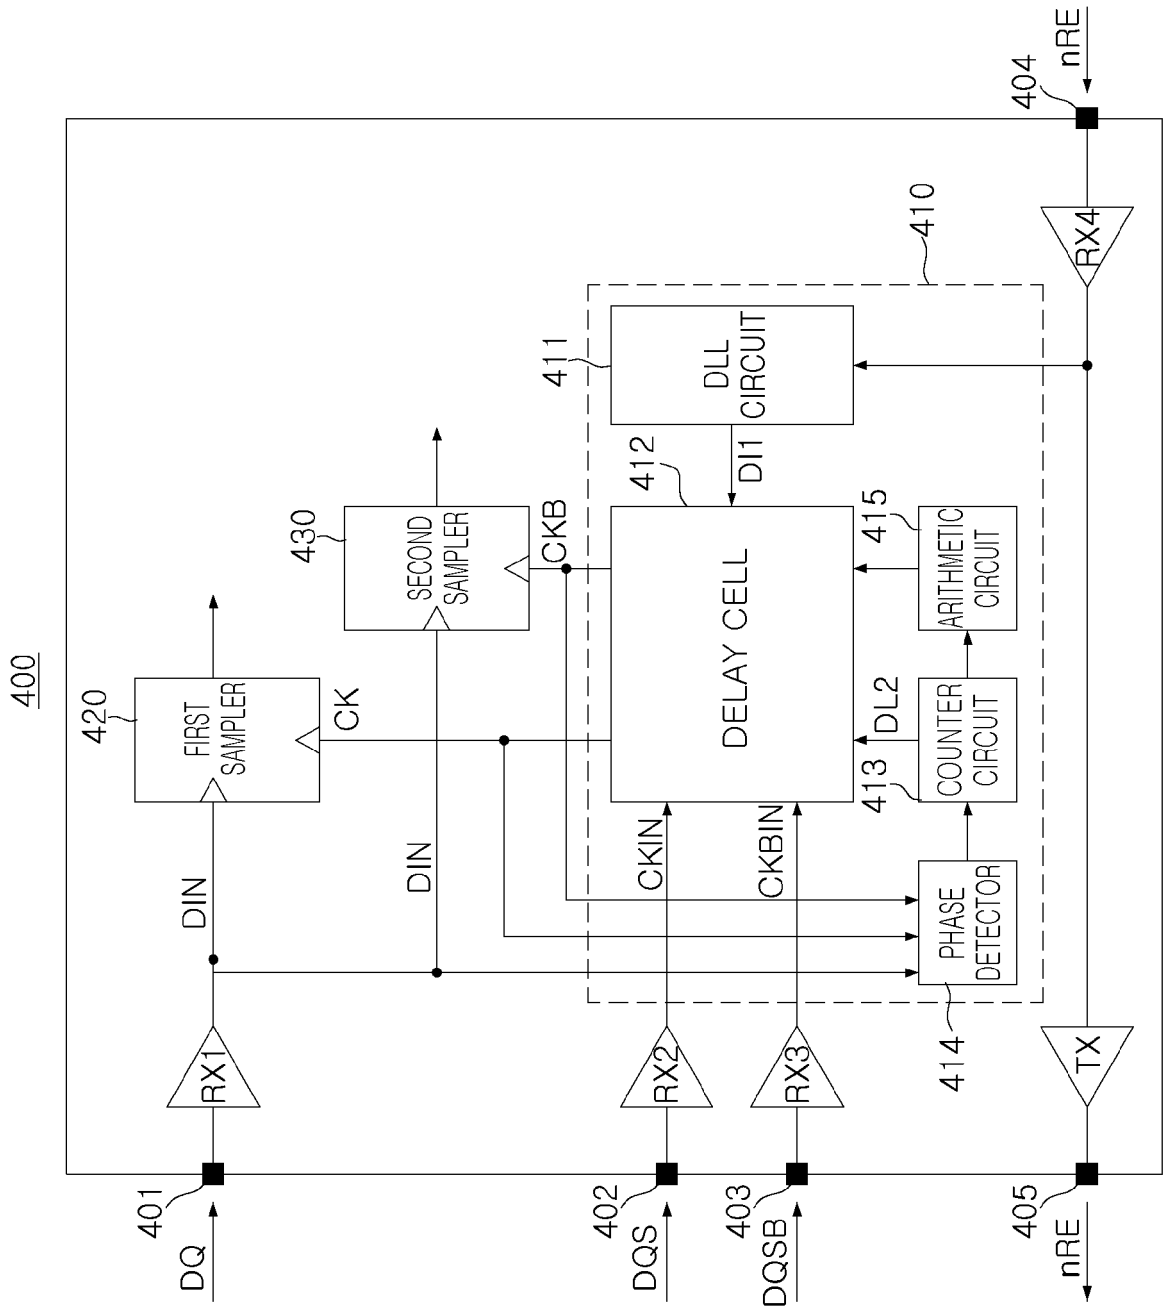 400
DQ
401
RX1
DIN
420
FIRST
SAMPLER
CK
DIN
430
SECOND
SAMPLER
CKB
DQS
402
RX2
CKIN
DQSB
403
RX3
CKBIN
412
DELAY CELL
DI1
411
DLL
CIRCUIT
410
414
PHASE
DETECTOR
413
COUNTER
CIRCUIT
DL2
415
ARITHMETIC
CIRCUIT
nRE
405
TX
RX4
404
nRE